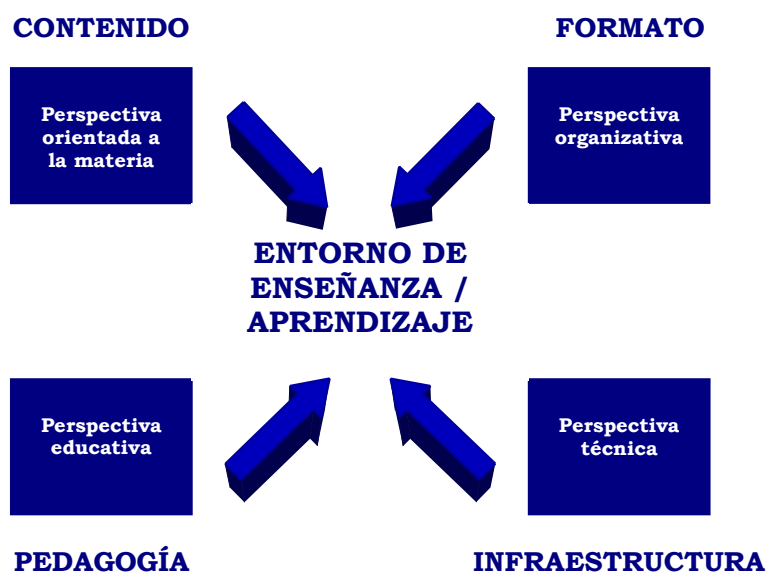 CONTENIDO
FORMATO
Perspectiva
orientada a
la materia
Perspectiva
organizativa
ENTORNO DE
ENSEÑANZA /
APRENDIZAJE
Perspectiva
educativa
Perspectiva
técnica
PEDAGOGÍA
INFRAESTRUCTURA